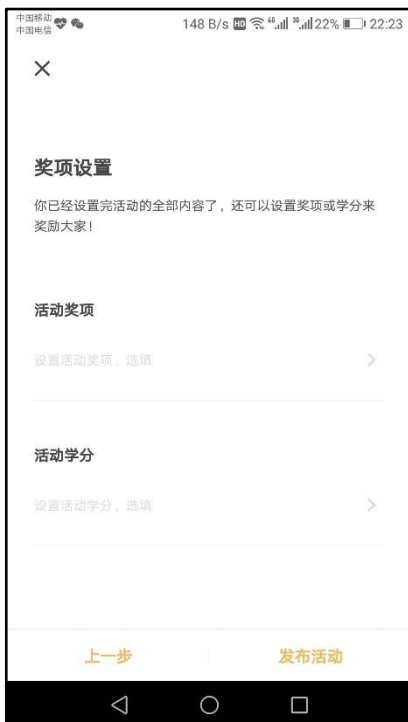 中国移动
中国电信
148 B/s HD 46 36 22% 22:23
奖项设置
你已经设置完活动的全部内容了，还可以设置奖项或学分来
奖励大家！
活动奖项
设置活动奖项，选填
活动学分
设置活动学分，选填
上一步
发布活动